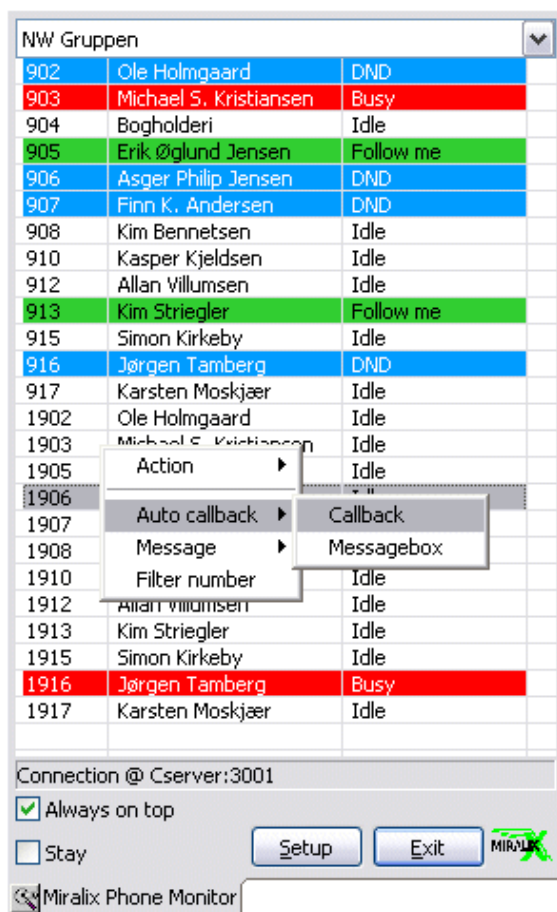 NW Gruppen
902 Ole Holmgaard DND
903 Michael S. Kristiansen Busy
904 Bogholderi Idle
905 Erik Øglund Jensen Follow me
906 Asger Philip Jensen DND
907 Finn K. Andersen DND
908 Kim Bennetsen Idle
910 Kasper Kjeldsen Idle
912 Allan Villumsen Idle
913 Kim Striegler Follow me
915 Simon Kirkeby Idle
916 Jørgen Tamberg DND
917 Karsten Moskjær Idle
1902 Ole Holmgaard Idle
1903 Michael S. Kristiansen Idle
1905 Action Idle
1906
1907 Auto callback Callback
1908 Message Messagebox
1910 Filter number Idle
1912 Allan Villumsen Idle
1913 Kim Striegler Idle
1915 Simon Kirkeby Idle
1916 Jørgen Tamberg Busy
1917 Karsten Moskjær Idle
Connection @ Cserver:3001
Always on top
Stay Setup Exit MIRALIX
Miralix Phone Monitor